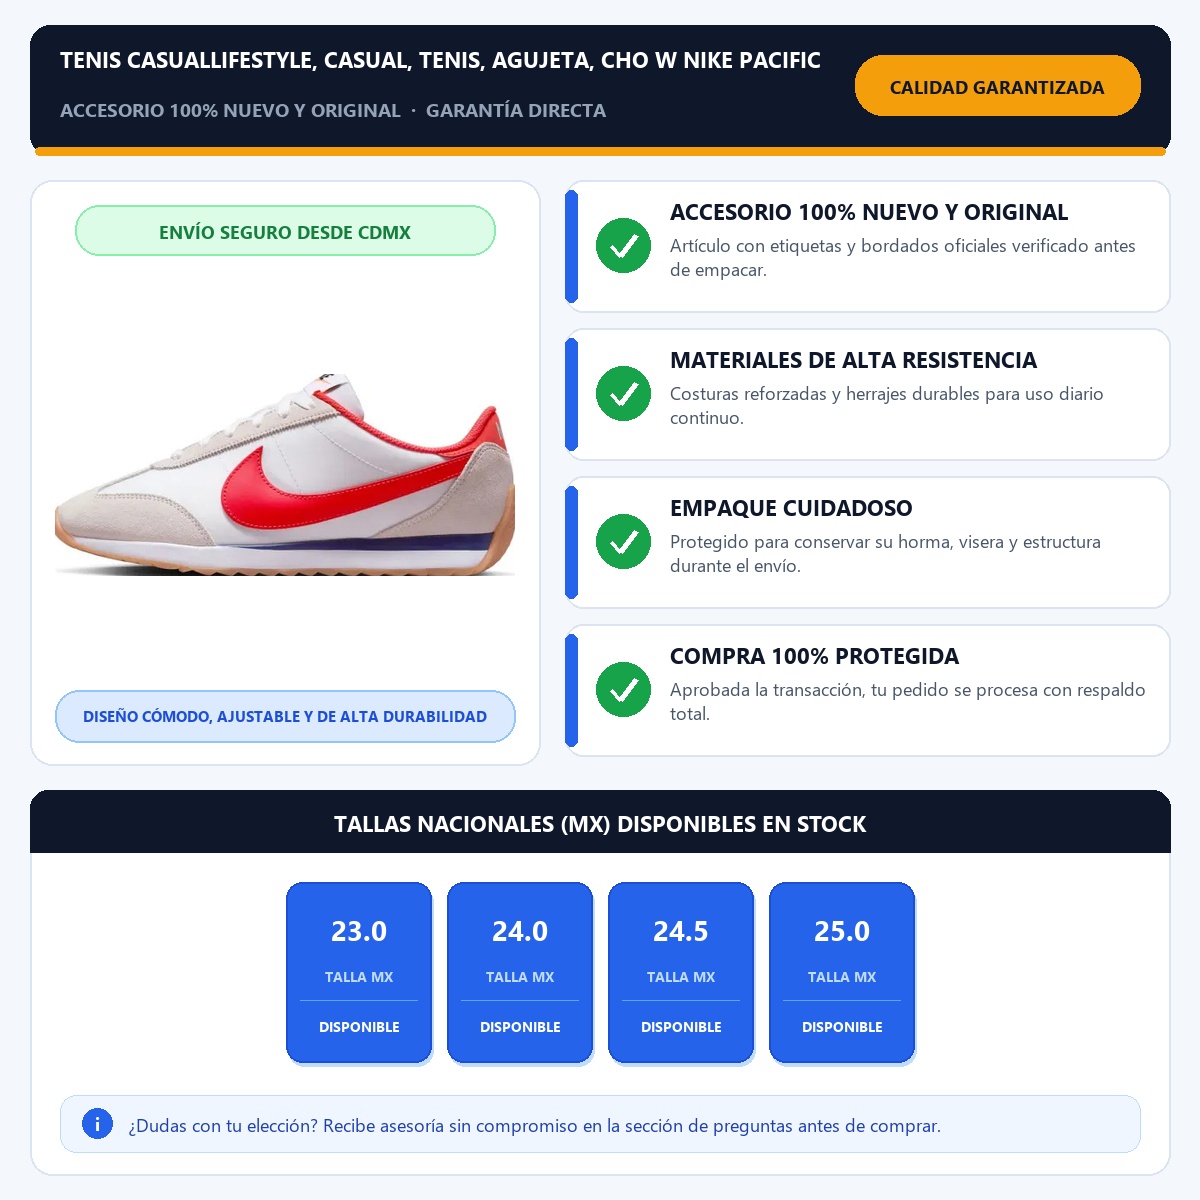 TENIS CASUALLIFESTYLE, CASUAL, TENIS, AGUJETA, CHO W NIKE PACIFIC
ACCESORIO 100% NUEVO Y ORIGINAL · GARANTÍA DIRECTA
CALIDAD GARANTIZADA
ENVÍO SEGURO DESDE CDMX
DISEÑO CÓMODO, AJUSTABLE Y DE ALTA DURABILIDAD
ACCESORIO 100% NUEVO Y ORIGINAL
Artículo con etiquetas y bordados oficiales verificado antes
de empacar.
MATERIALES DE ALTA RESISTENCIA
Costuras reforzadas y herrajes durables para uso diario
continuo.
EMPAQUE CUIDADOSO
Protegido para conservar su horma, visera y estructura
durante el envío.
COMPRA 100% PROTEGIDA
Aprobada la transacción, tu pedido se procesa con respaldo
total.
TALLAS NACIONALES (MX) DISPONIBLES EN STOCK
23.0
TALLA MX
DISPONIBLE
24.0
TALLA MX
DISPONIBLE
24.5
TALLA MX
DISPONIBLE
25.0
TALLA MX
DISPONIBLE
¿Dudas con tu elección? Recibe asesoría sin compromiso en la sección de preguntas antes de comprar.